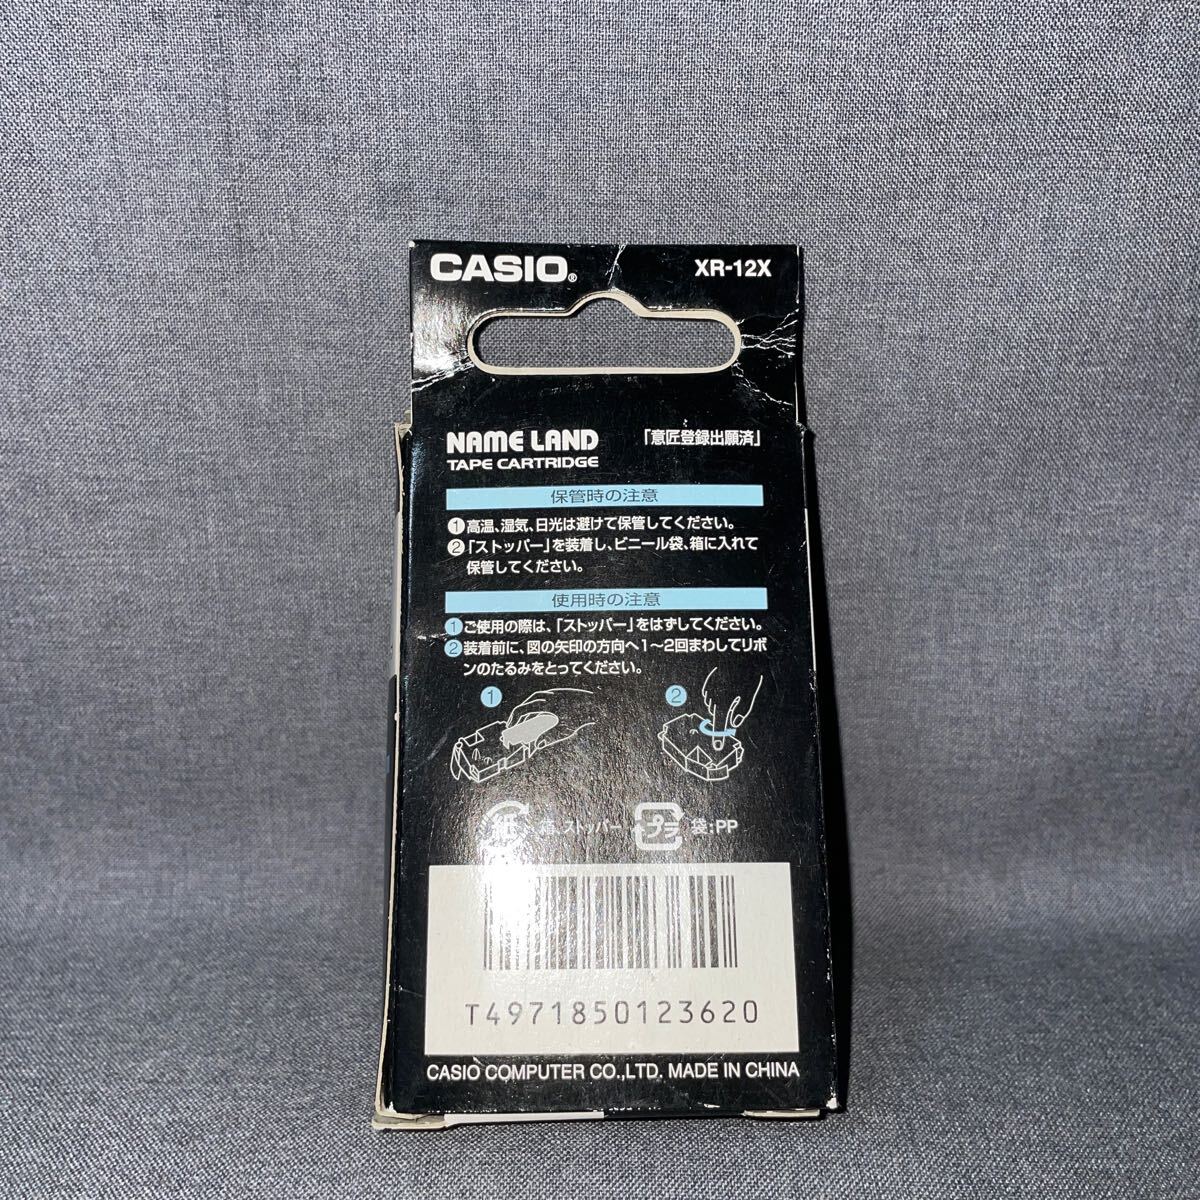 CASIO®
XR-12X
NAME LAND
TAPE CARTRIDGE
「意匠登録出願済」
保管時の注意
① 高温、湿気、日光は避けて保管してください。
② 「ストッパー」を装着し、ビニール袋、箱に入れて
保管してください。
使用時の注意
① ご使用の際は、「ストッパー」をはずしてください。
② 装着前に、図の矢印の方向へ1〜2回まわしてリボ
ンのたるみをとってください。
①
②
紙 箱、ストッパー プラ 袋:PP
T4971850123620
CASIO COMPUTER CO.,LTD. MADE IN CHINA